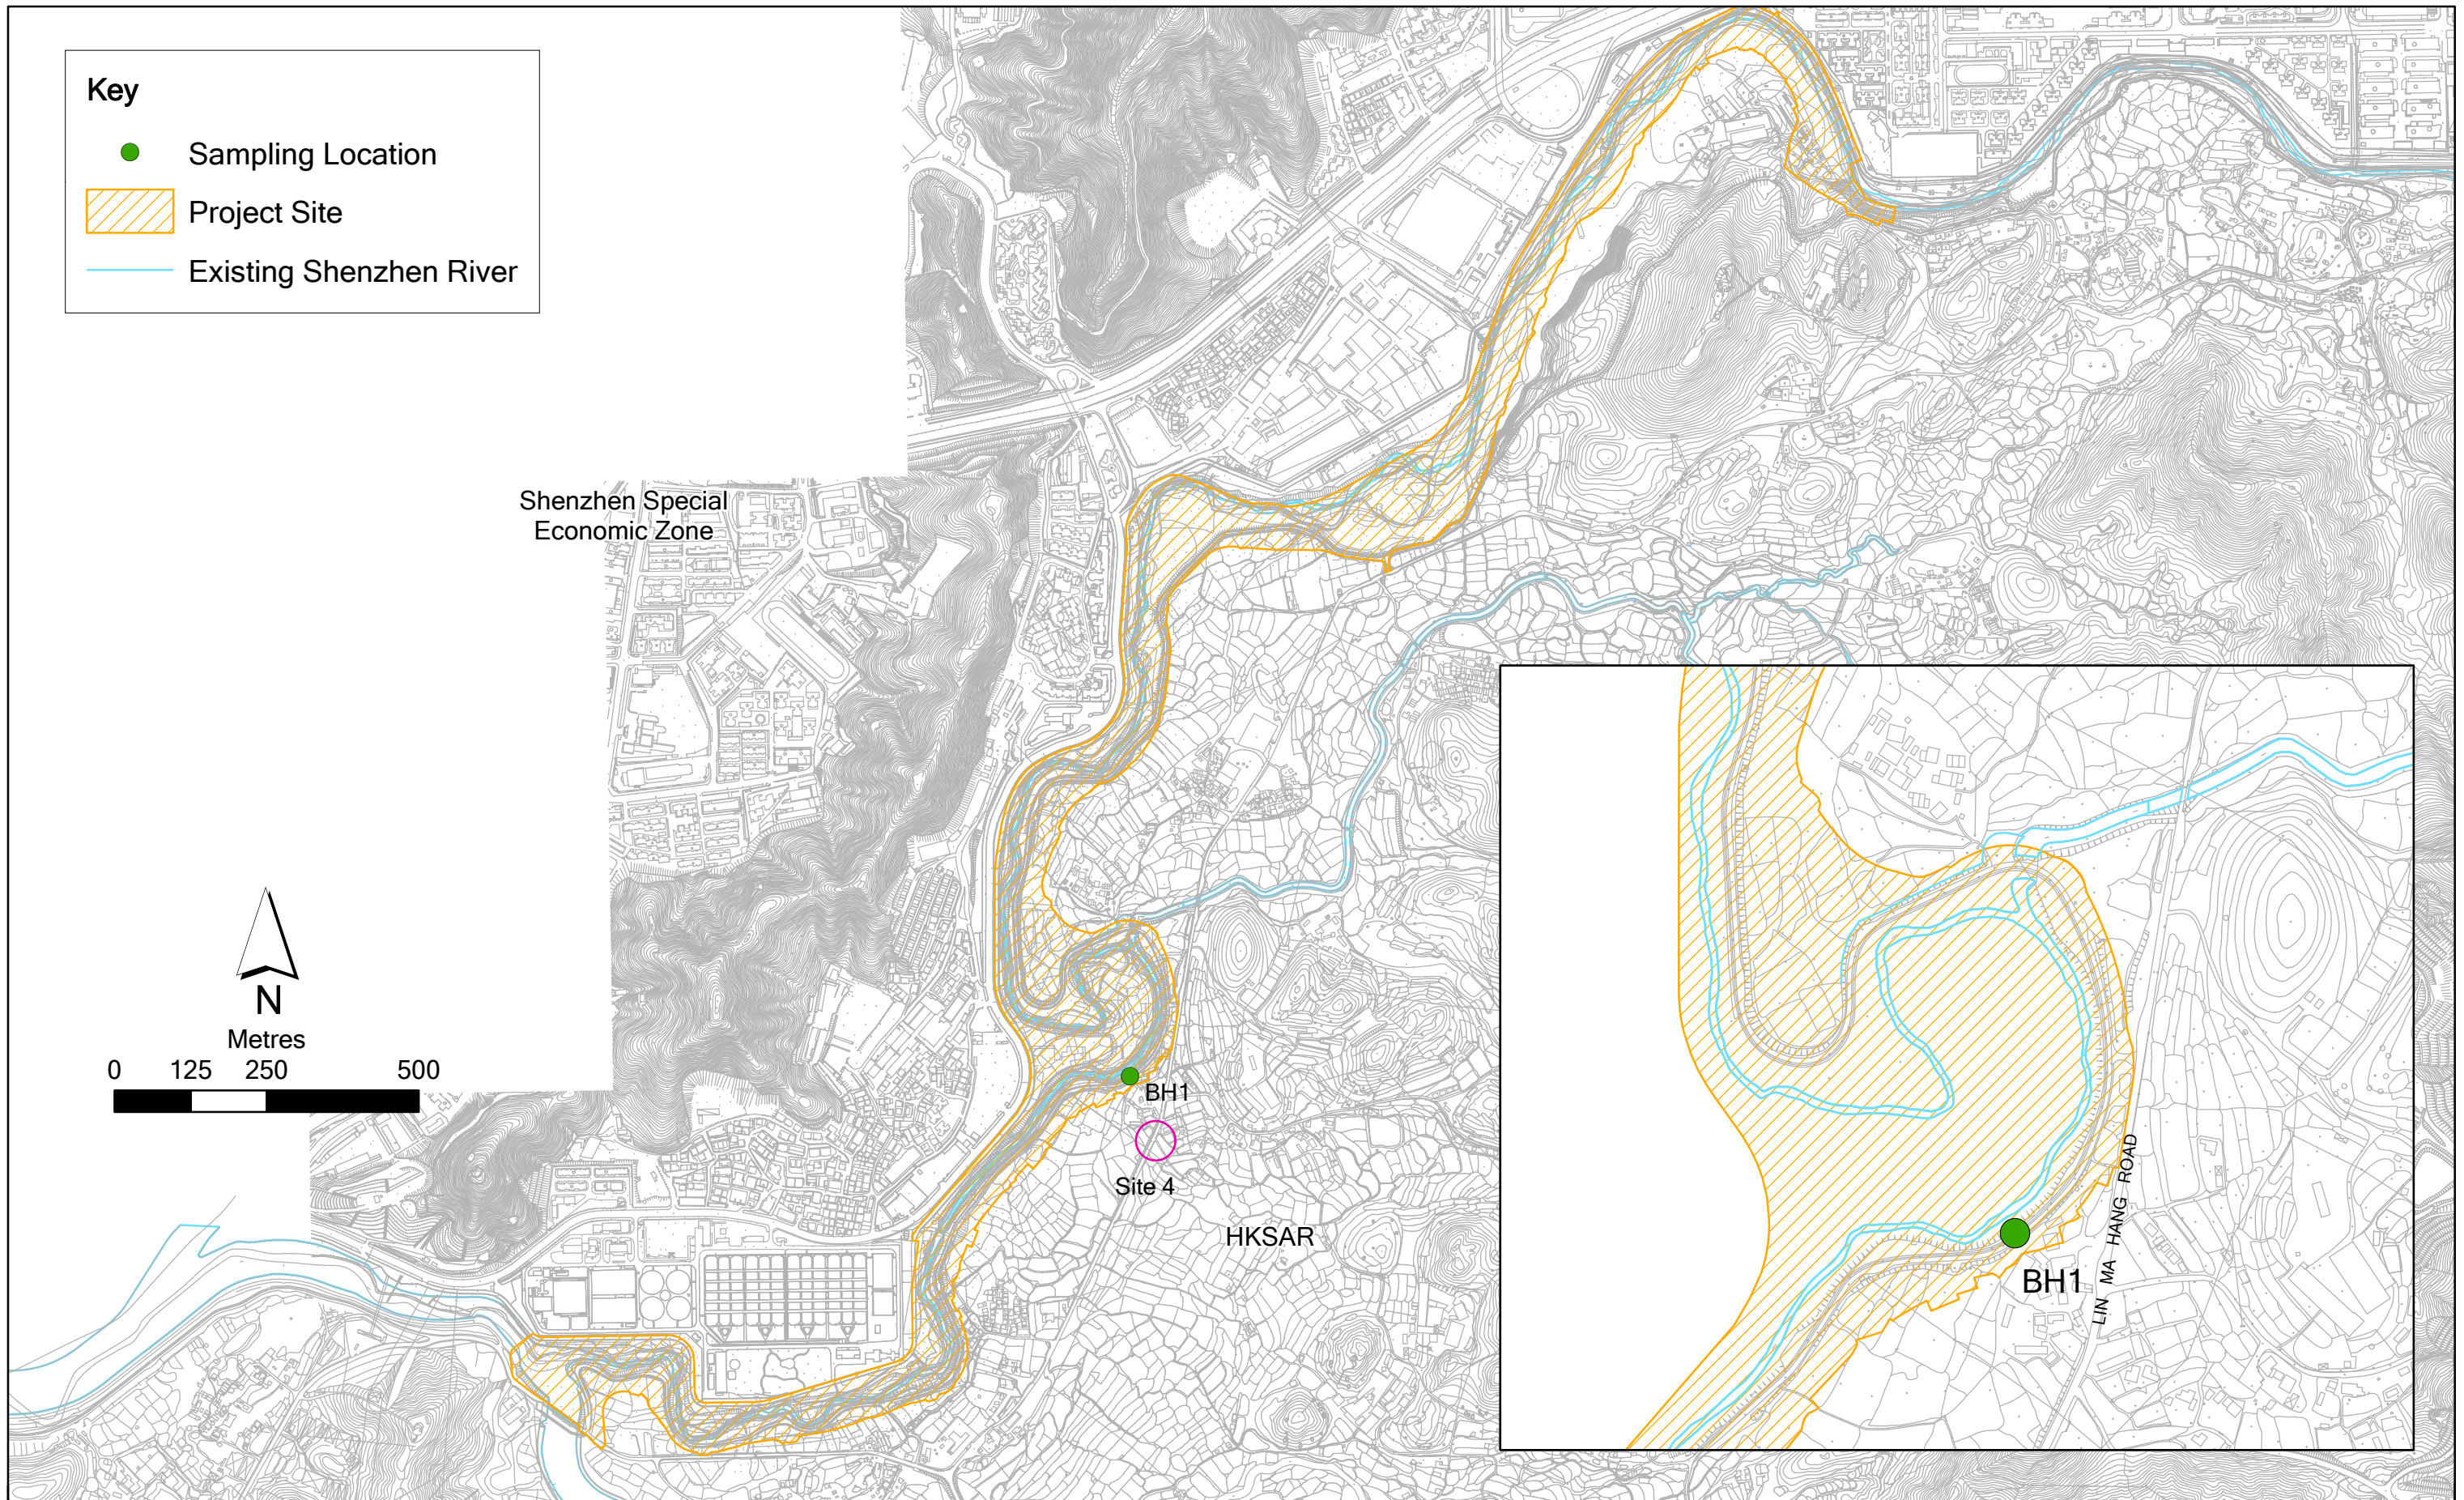 Key
Sampling Location
Project Site
Existing Shenzhen River
Shenzhen Special
Economic Zone
N
Metres
0 125 250 500
BH1
Site 4
HKSAR
BH1
LIN MA HANG ROAD